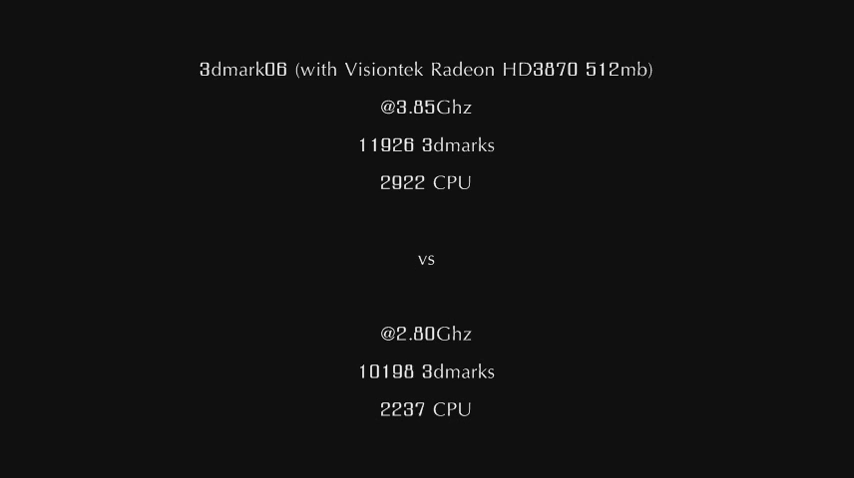 3dmark06 (with Visiontek Radeon HD3870 512mb)
@3.85Ghz
11926 3dmarks
2922 CPU
vs
@2.80Ghz
10198 3dmarks
2237 CPU